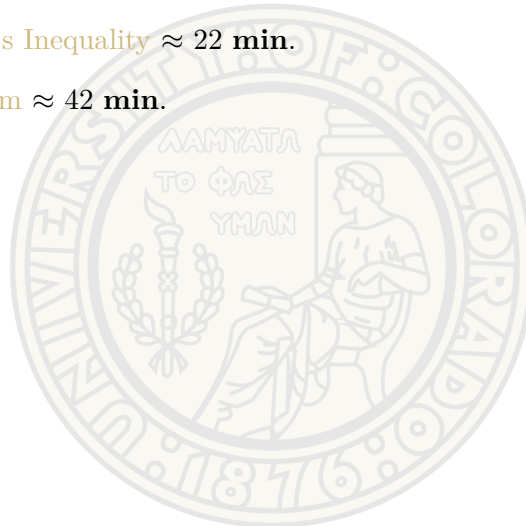 s Inequality ≈ 22 min.
m ≈ 42 min.
UNIVERSITY OF COLORADO
ΛΑΜΨΑΤΩ
ΤΟ ΦΩΣ
ΥΜΩΝ
1876